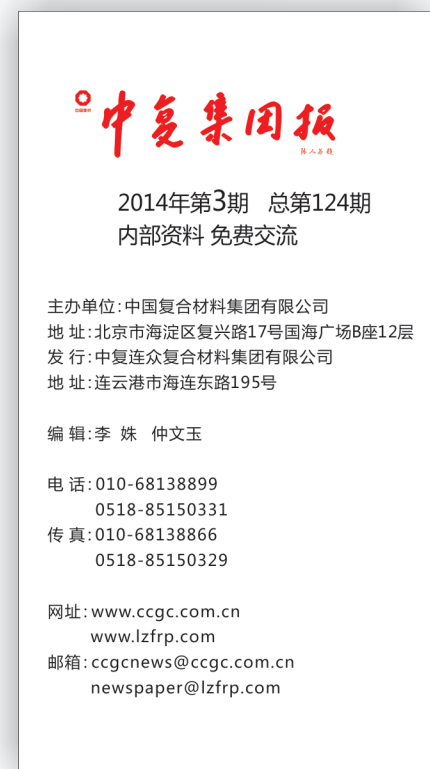 中复集团报
2014年第3期 总第124期
内部资料 免费交流
主办单位:中国复合材料集团有限公司
地 址:北京市海淀区复兴路17号国海广场B座12层
发 行:中复连众复合材料集团有限公司
地 址:连云港市海连东路195号
编 辑:李 姝 仲文玉
电 话:010-68138899
0518-85150331
传 真:010-68138866
0518-85150329
网址:www.ccgc.com.cn
www.lzfrp.com
邮箱:ccgcnews@ccgc.com.cn
newspaper@lzfrp.com